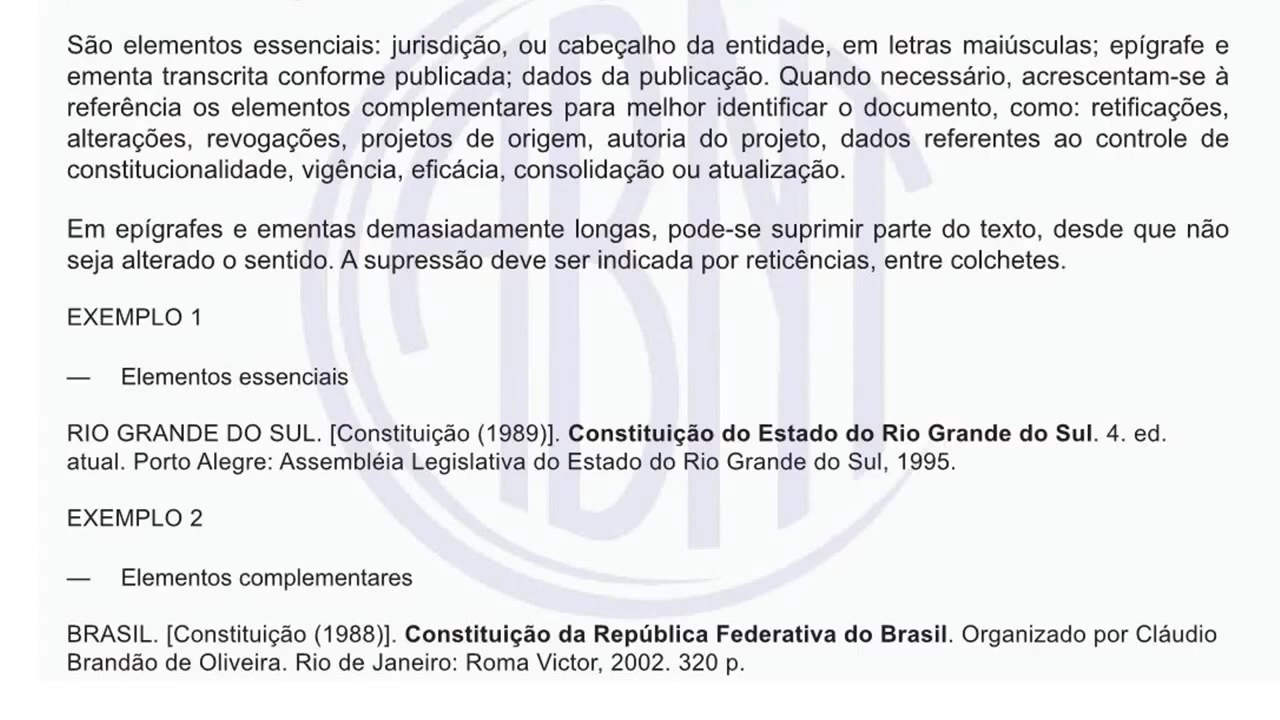 São elementos essenciais: jurisdição, ou cabeçalho da entidade, em letras maiúsculas; epígrafe e
ementa transcrita conforme publicada; dados da publicação. Quando necessário, acrescentam-se à
referência os elementos complementares para melhor identificar o documento, como: retificações,
alterações, revogações, projetos de origem, autoria do projeto, dados referentes ao controle de
constitucionalidade, vigência, eficácia, consolidação ou atualização.
Em epígrafes e ementas demasiadamente longas, pode-se suprimir parte do texto, desde que não
seja alterado o sentido. A supressão deve ser indicada por reticências, entre colchetes.
EXEMPLO 1
— Elementos essenciais
RIO GRANDE DO SUL. [Constituição (1989)]. Constituição do Estado do Rio Grande do Sul. 4. ed.
atual. Porto Alegre: Assembléia Legislativa do Estado do Rio Grande do Sul, 1995.
EXEMPLO 2
— Elementos complementares
BRASIL. [Constituição (1988)]. Constituição da República Federativa do Brasil. Organizado por Cláudio
Brandão de Oliveira. Rio de Janeiro: Roma Victor, 2002. 320 p.
ABNT